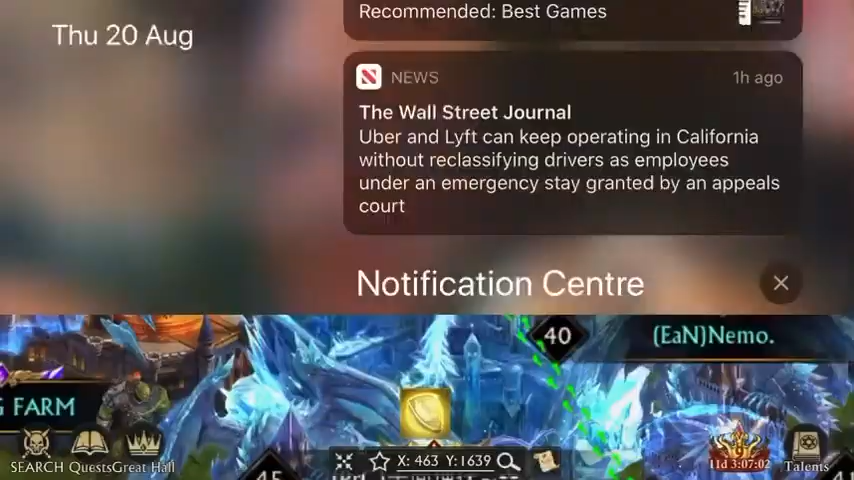 Recommended: Best Games
Thu 20 Aug
NEWS
1h ago
The Wall Street Journal
Uber and Lyft can keep operating in California
without reclassifying drivers as employees
under an emergency stay granted by an appeals
court
Notification Centre
40
(EaN)Nemo.
FARM
SEARCH
Quests
Great Hall
X: 463 Y:1639
11d 3:07:02
Talents
45